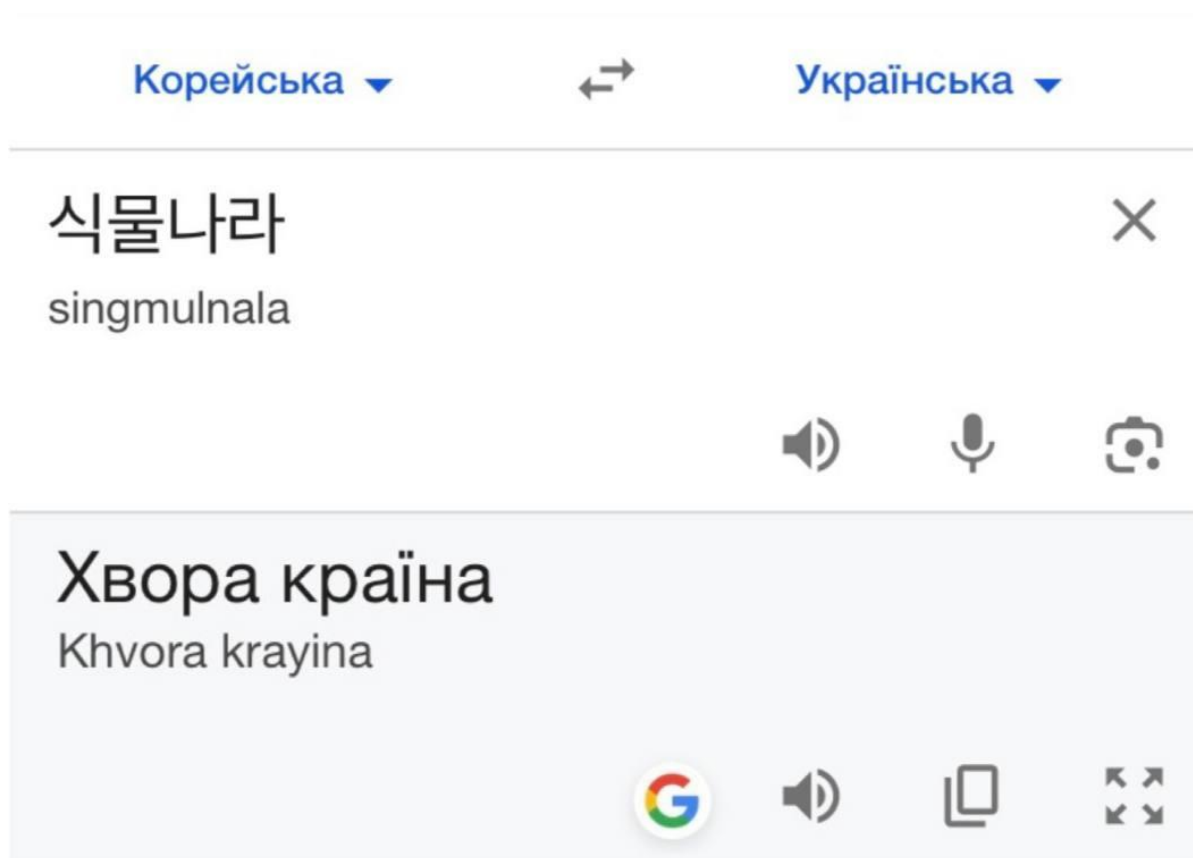 Корейська
Українська
식물나라
singmulnala
Хвора країна
Khvora krayina